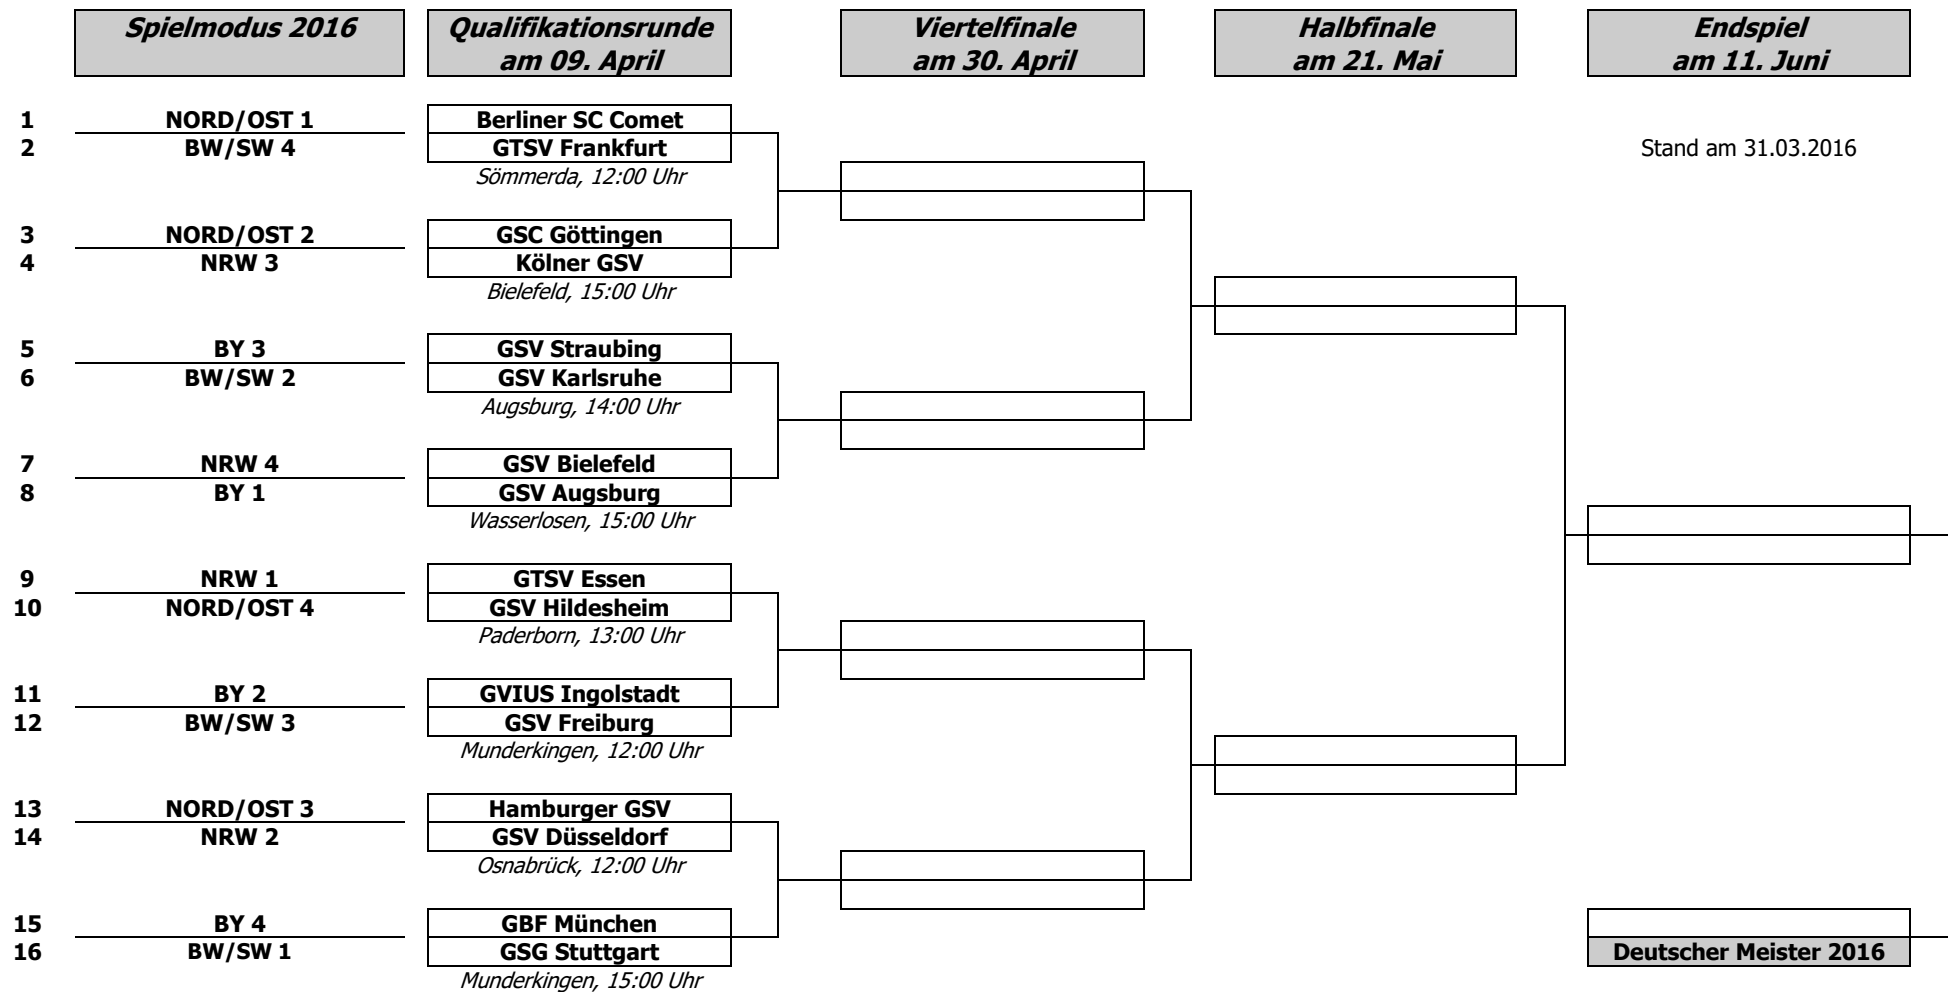 Spielmodus 2016 Qualifikationsrunde Viertelfinale Halbfinale Endspiel
am 09. April am 30. April am 21. Mai am 11. Juni
1 NORD/OST 1 Berliner SC Comet
2 BW/SW 4 GTSV Frankfurt Stand am 31.03.2016
Sömmerda, 12:00 Uhr
3 NORD/OST 2 GSC Göttingen
4 NRW 3 Kölner GSV
Bielefeld, 15:00 Uhr
5 BY 3 GSV Straubing
6 BW/SW 2 GSV Karlsruhe
Augsburg, 14:00 Uhr
7 NRW 4 GSV Bielefeld
8 BY 1 GSV Augsburg
Wasserlosen, 15:00 Uhr
9 NRW 1 GTSV Essen
10 NORD/OST 4 GSV Hildesheim
Paderborn, 13:00 Uhr
11 BY 2 GVIUS Ingolstadt
12 BW/SW 3 GSV Freiburg
Munderkingen, 12:00 Uhr
13 NORD/OST 3 Hamburger GSV
14 NRW 2 GSV Düsseldorf
Osnabrück, 12:00 Uhr
15 BY 4 GBF München
16 BW/SW 1 GSG Stuttgart Deutscher Meister 2016
Munderkingen, 15:00 Uhr